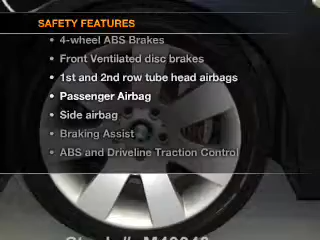 SAFETY FEATURES
• 4-wheel ABS Brakes
• Front Ventilated disc brakes
• 1st and 2nd row tube head airbags
• Passenger Airbag
• Side airbag
• Braking Assist
• ABS and Driveline Traction Control